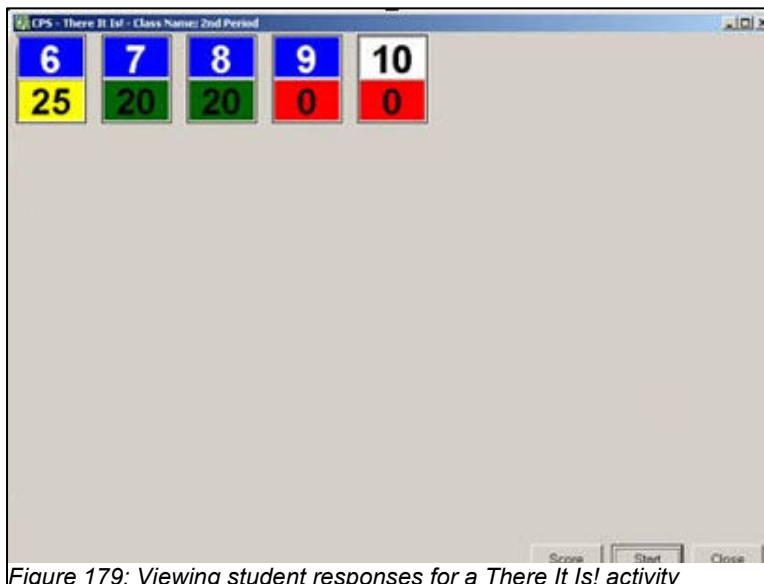 CPS - There It Is! - Class Name: 2nd Period
6 7 8 9 10
25 20 20 0 0
Score Start Close
Figure 179: Viewing student responses for a There It Is! activity